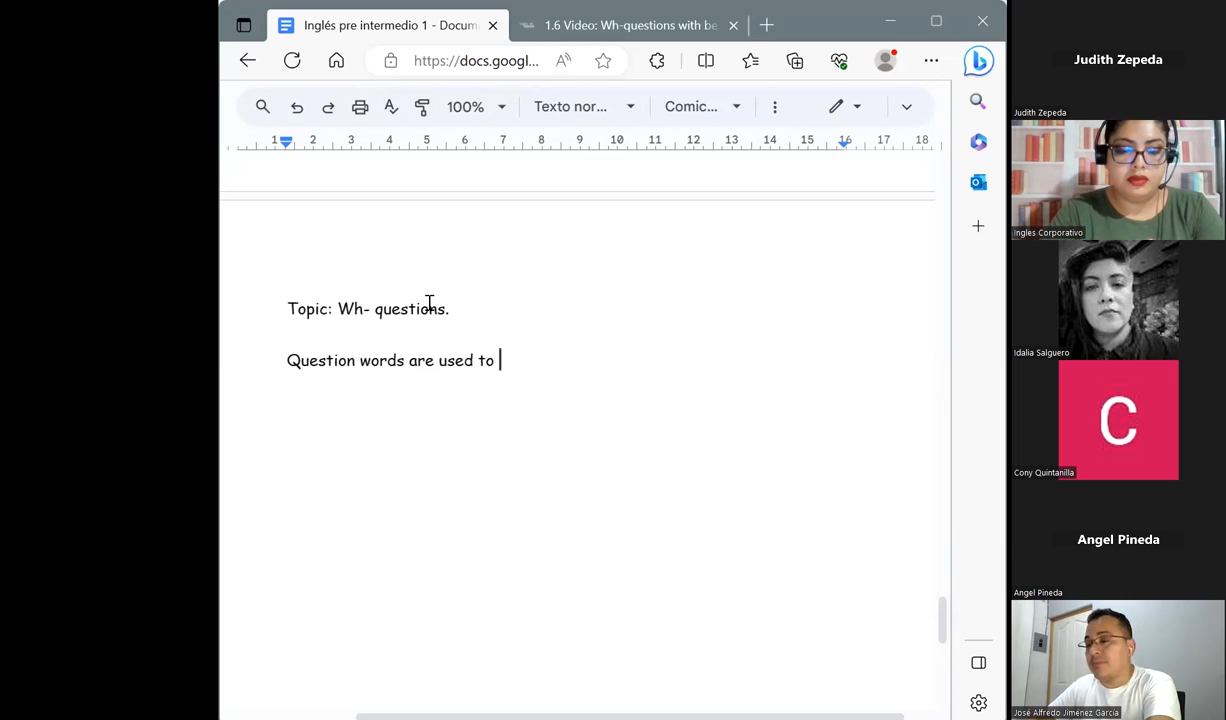 Inglés pre intermedio 1 - Docum
1.6 Video: Wh-questions with be
https://docs.googl...
100%
Texto nor...
Comic...
1 2 3 4 5 6 7 8 9 10 11 12 13 14 15 16 17 18
Topic: Wh- questions.
Question words are used to
Judith Zepeda
Judith Zepeda
Ingles Corporativo
Idalia Salguero
C
Cony Quintanilla
Angel Pineda
Angel Pineda
José Alfredo Jiménez García